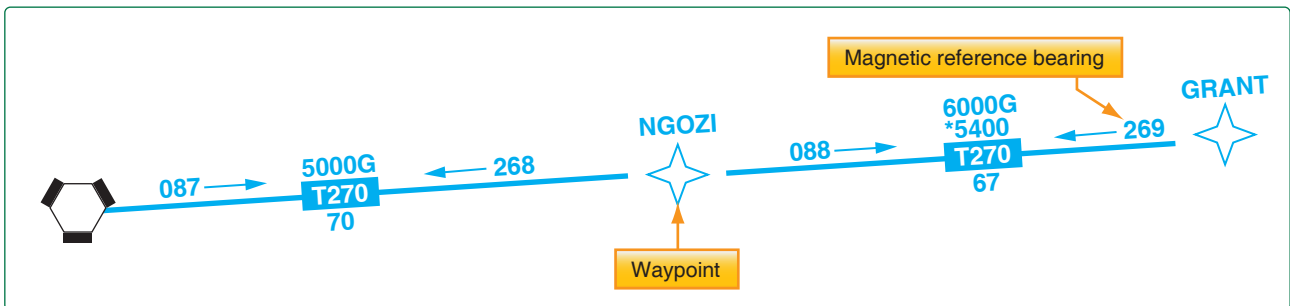 Magnetic reference bearing
GRANT
6000G
*5400
NGOZI
269
088
T270
67
5000G
268
087
T270
70
Waypoint